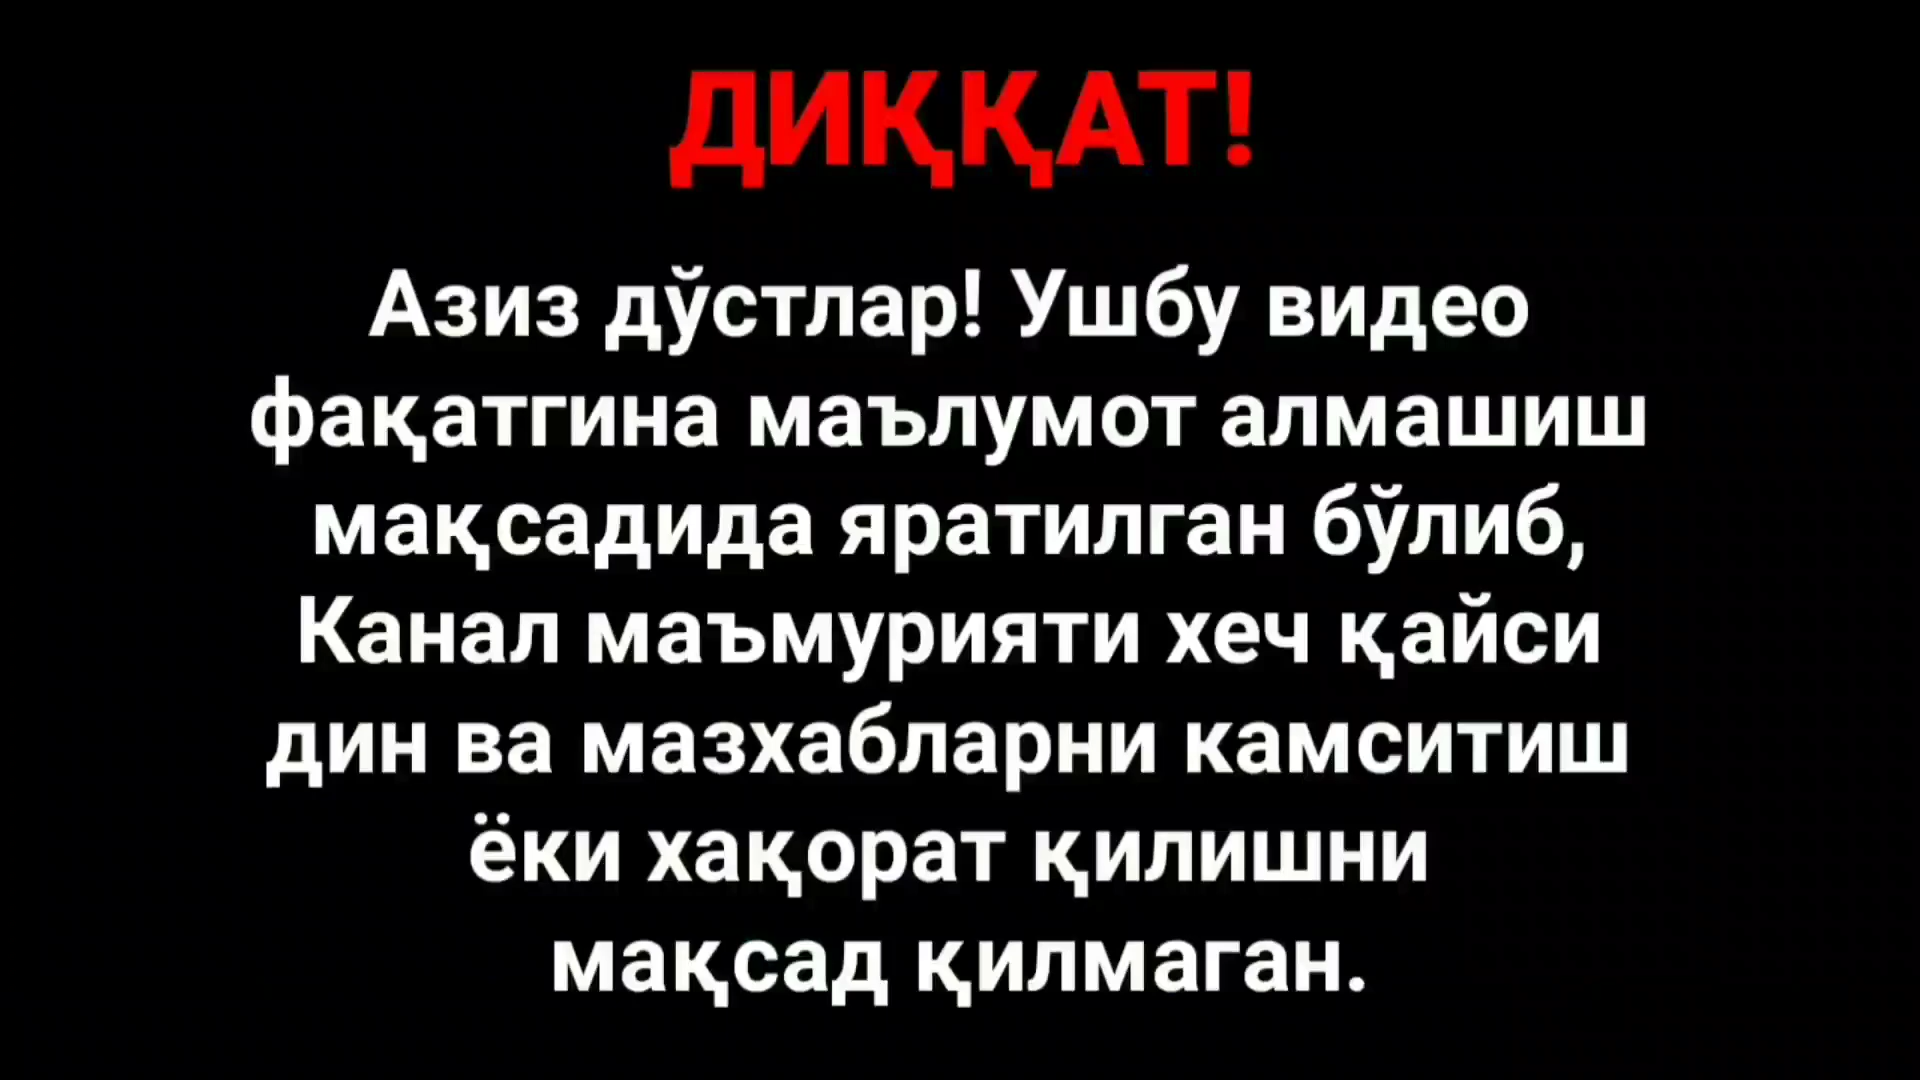 ДИҚҚАТ!
Азиз дўстлар! Ушбу видео
фақатгина маълумот алмашиш
мақсадида яратилган бўлиб,
Канал маъмурияти хеч қайси
дин ва мазхабларни камситиш
ёки хақорат қилишни
мақсад қилмаган.